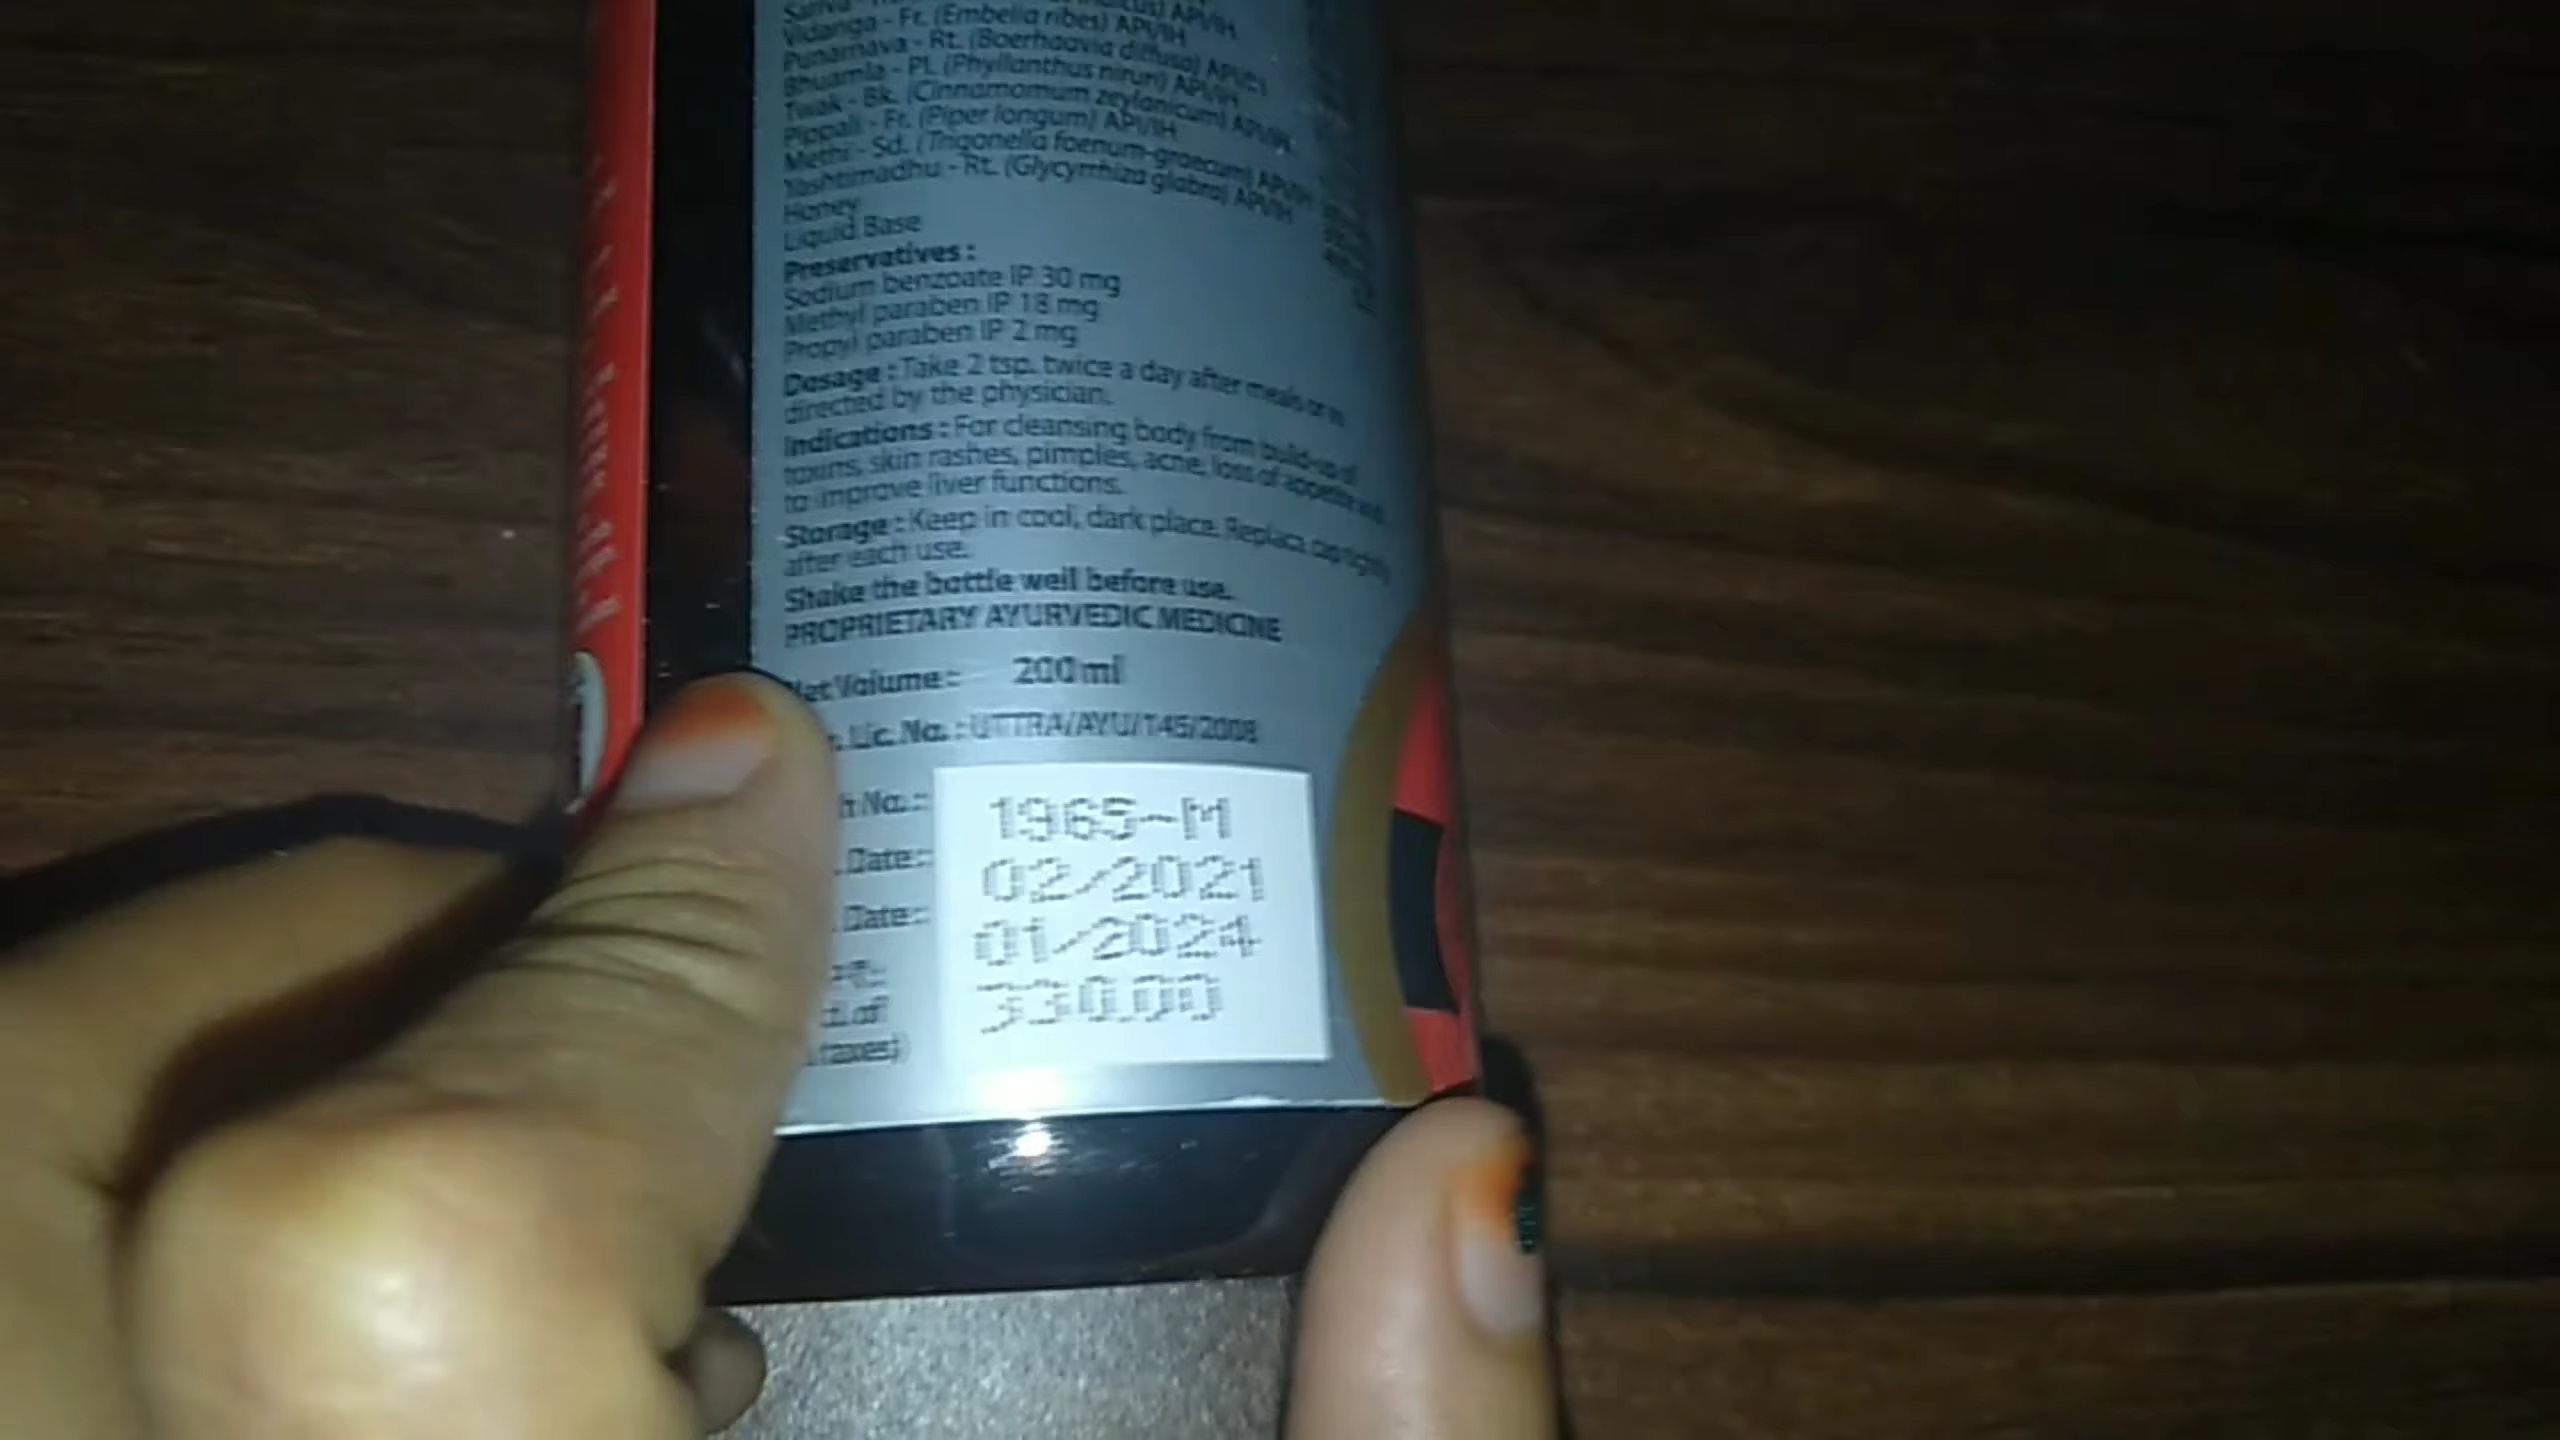 Vidanga - Fr. (Embelia ribes) API/IH
Punarnava - Rt. (Boerhaavia diffusa) API/IH
Bhuamla - Pl. (Phyllanthus niruri) API/IH
Twak - Bk. (Cinnamomum zeylanicum) API/IH
Pippali - Fr. (Piper longum) API/IH
Methi - Sd. (Trigonella foenum-graecum) API/IH
Yashtimadhu - Rt. (Glycyrrhiza glabra) API/IH
Honey
Liquid Base
Preservatives :
Sodium benzoate IP 30 mg
Methyl paraben IP 18 mg
Propyl paraben IP 2 mg
Dosage : Take 2 tsp. twice a day after meals or as
directed by the physician.
Indications : For cleansing body from build-up of
toxins, skin rashes, pimples, acne, loss of appetite and
to improve liver functions.
Storage : Keep in cool, dark place. Replace cap tightly
after each use.
Shake the bottle well before use.
PROPRIETARY AYURVEDIC MEDICINE
Net Volume : 200 ml
Lic. No. : UTTRA/AYU/145/2008
No. : 1965-M
Date : 02/2021
Date : 01/2024
330.00
taxes)